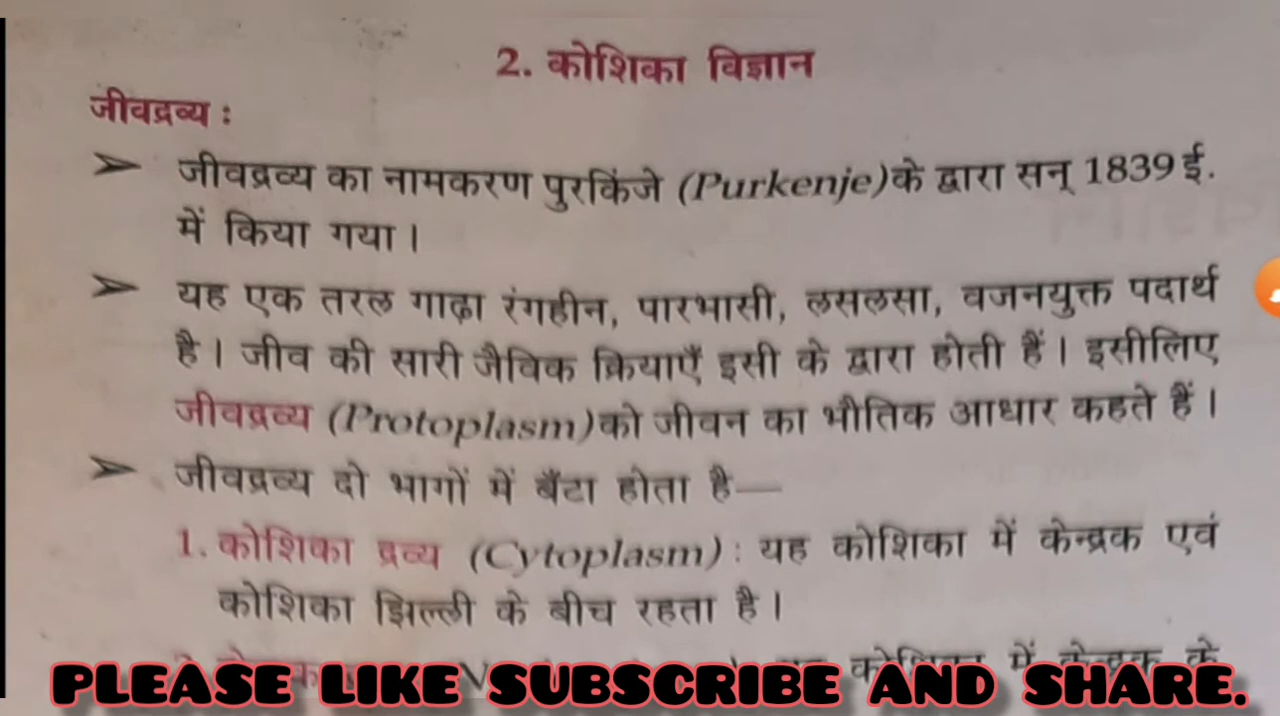 2. कोशिका विज्ञान
जीवद्रव्य :
➤ जीवद्रव्य का नामकरण पुरकिंजे (Purkenje) के द्वारा सन् 1839 ई.
में किया गया।
➤ यह एक तरल गाढ़ा रंगहीन, पारभासी, लसलसा, वजनयुक्त पदार्थ
है। जीव की सारी जैविक क्रियाएँ इसी के द्वारा होती हैं। इसीलिए
जीवद्रव्य (Protoplasm) को जीवन का भौतिक आधार कहते हैं।
➤ जीवद्रव्य दो भागों में बँटा होता है—
1. कोशिका द्रव्य (Cytoplasm) : यह कोशिका में केन्द्रक एवं
कोशिका झिल्ली के बीच रहता है।
कोशिका में केन्द्रक के
PLEASE LIKE SUBSCRIBE AND SHARE.